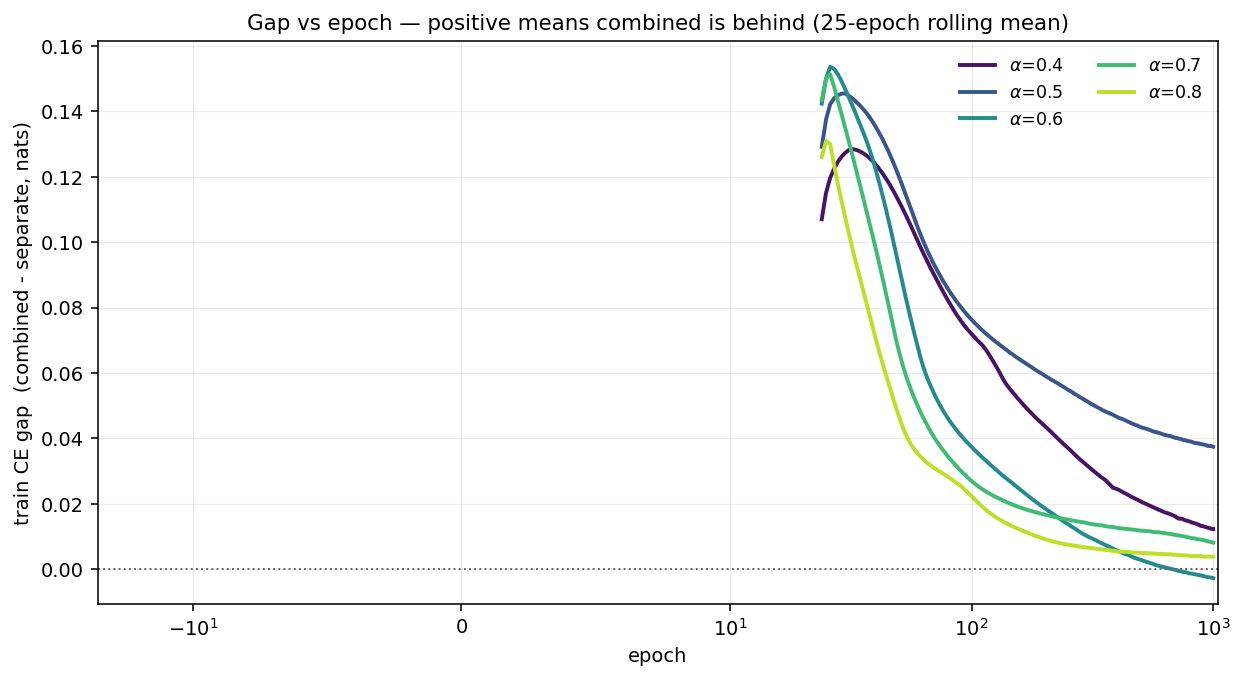 Gap vs epoch — positive means combined is behind (25-epoch rolling mean)
train CE gap  (combined - separate, nats)
0.16
0.14
0.12
0.10
0.08
0.06
0.04
0.02
0.00
α=0.4
α=0.5
α=0.6
α=0.7
α=0.8
−10¹
0
10¹
10²
10³
epoch